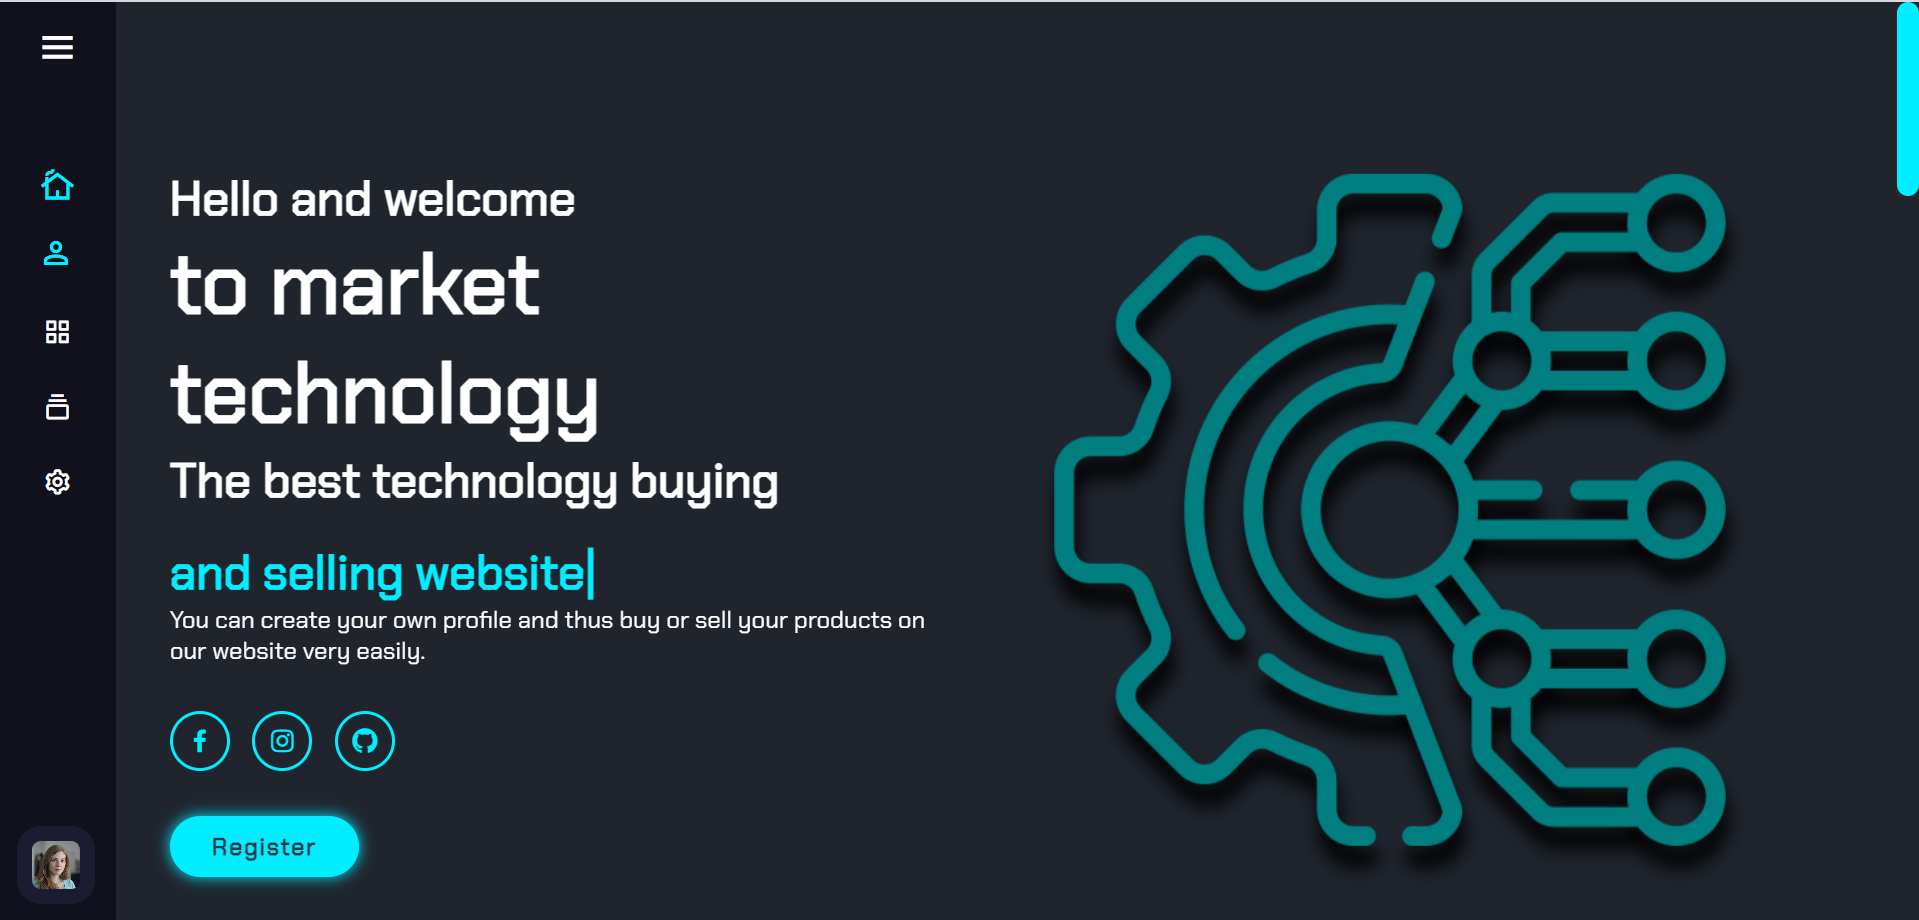 Hello and welcome
to market
technology
The best technology buying
and selling website|
You can create your own profile and thus buy or sell your products on
our website very easily.
Register